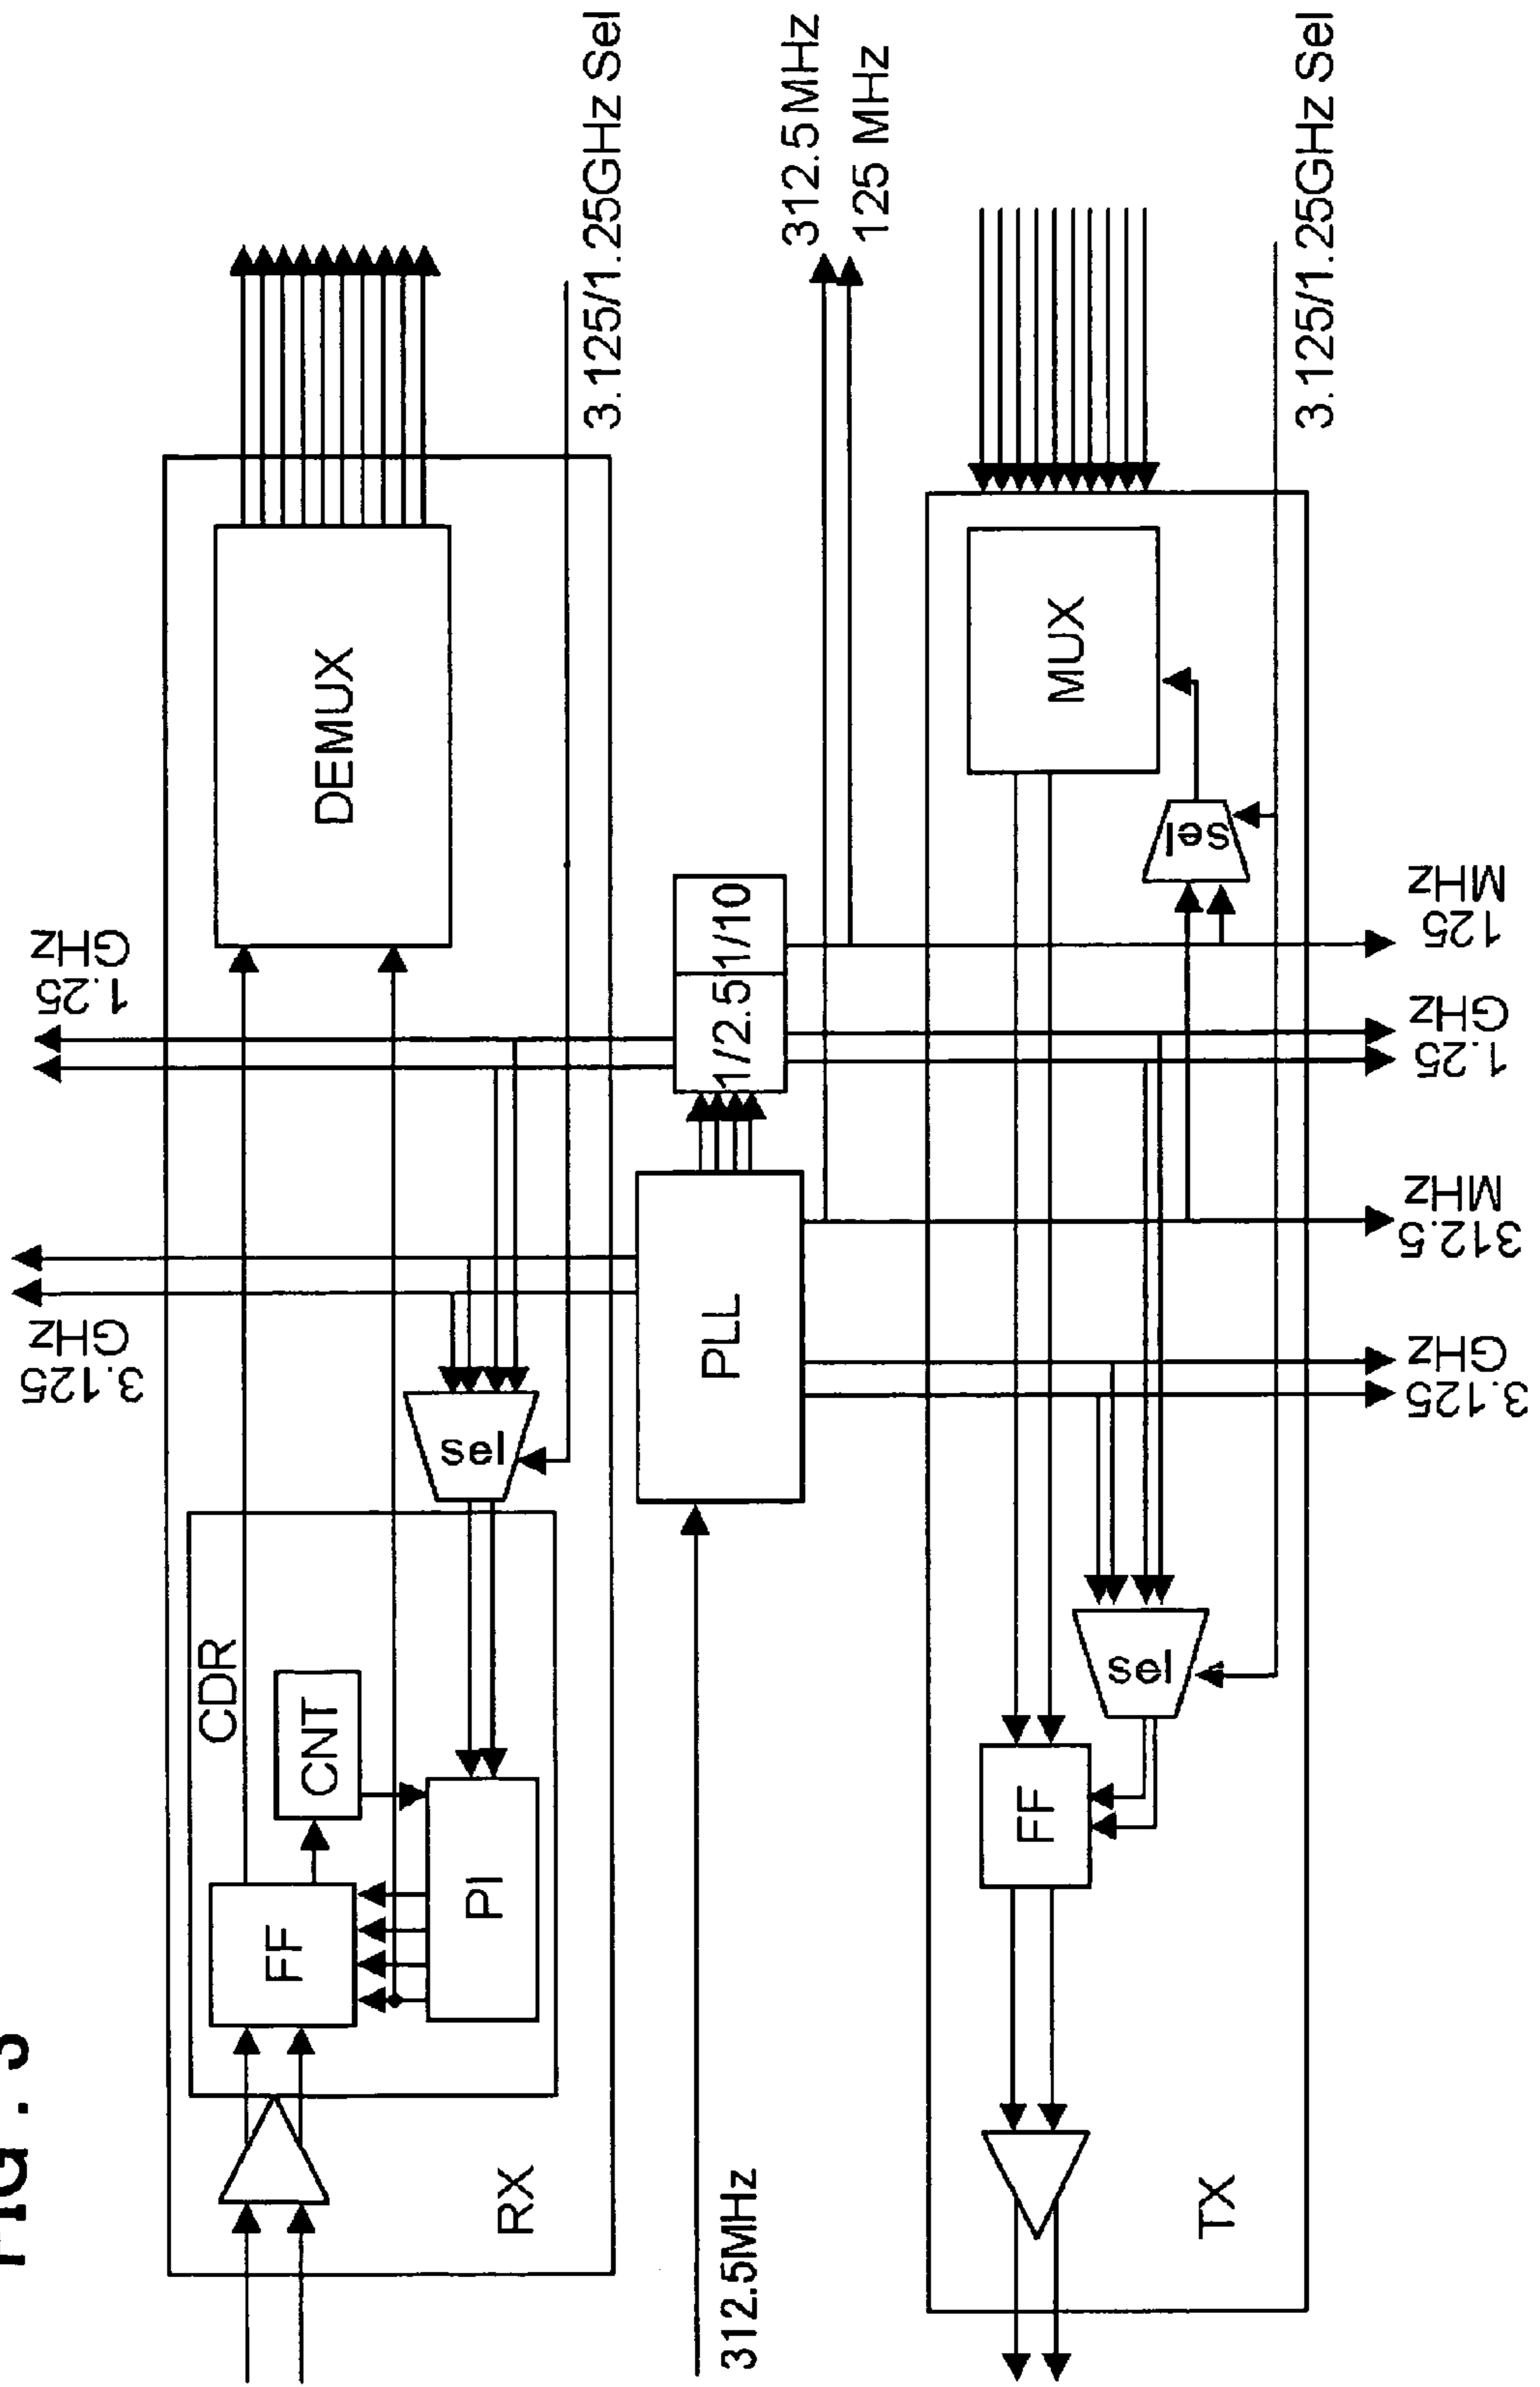 FIG. 3
1.25
GHz
3.125
GHz
CDR
FF
CNT
PI
sel
DEMUX
RX
3.125/1.25GHz Sel
312.5MHz
PLL
1/2.5
1/10
312.5 MHz
125 MHz
TX
FF
sel
MUX
sel
3.125/1.25GHz Sel
3.125
GHz
312.5
MHz
1.25
GHz
125
MHz